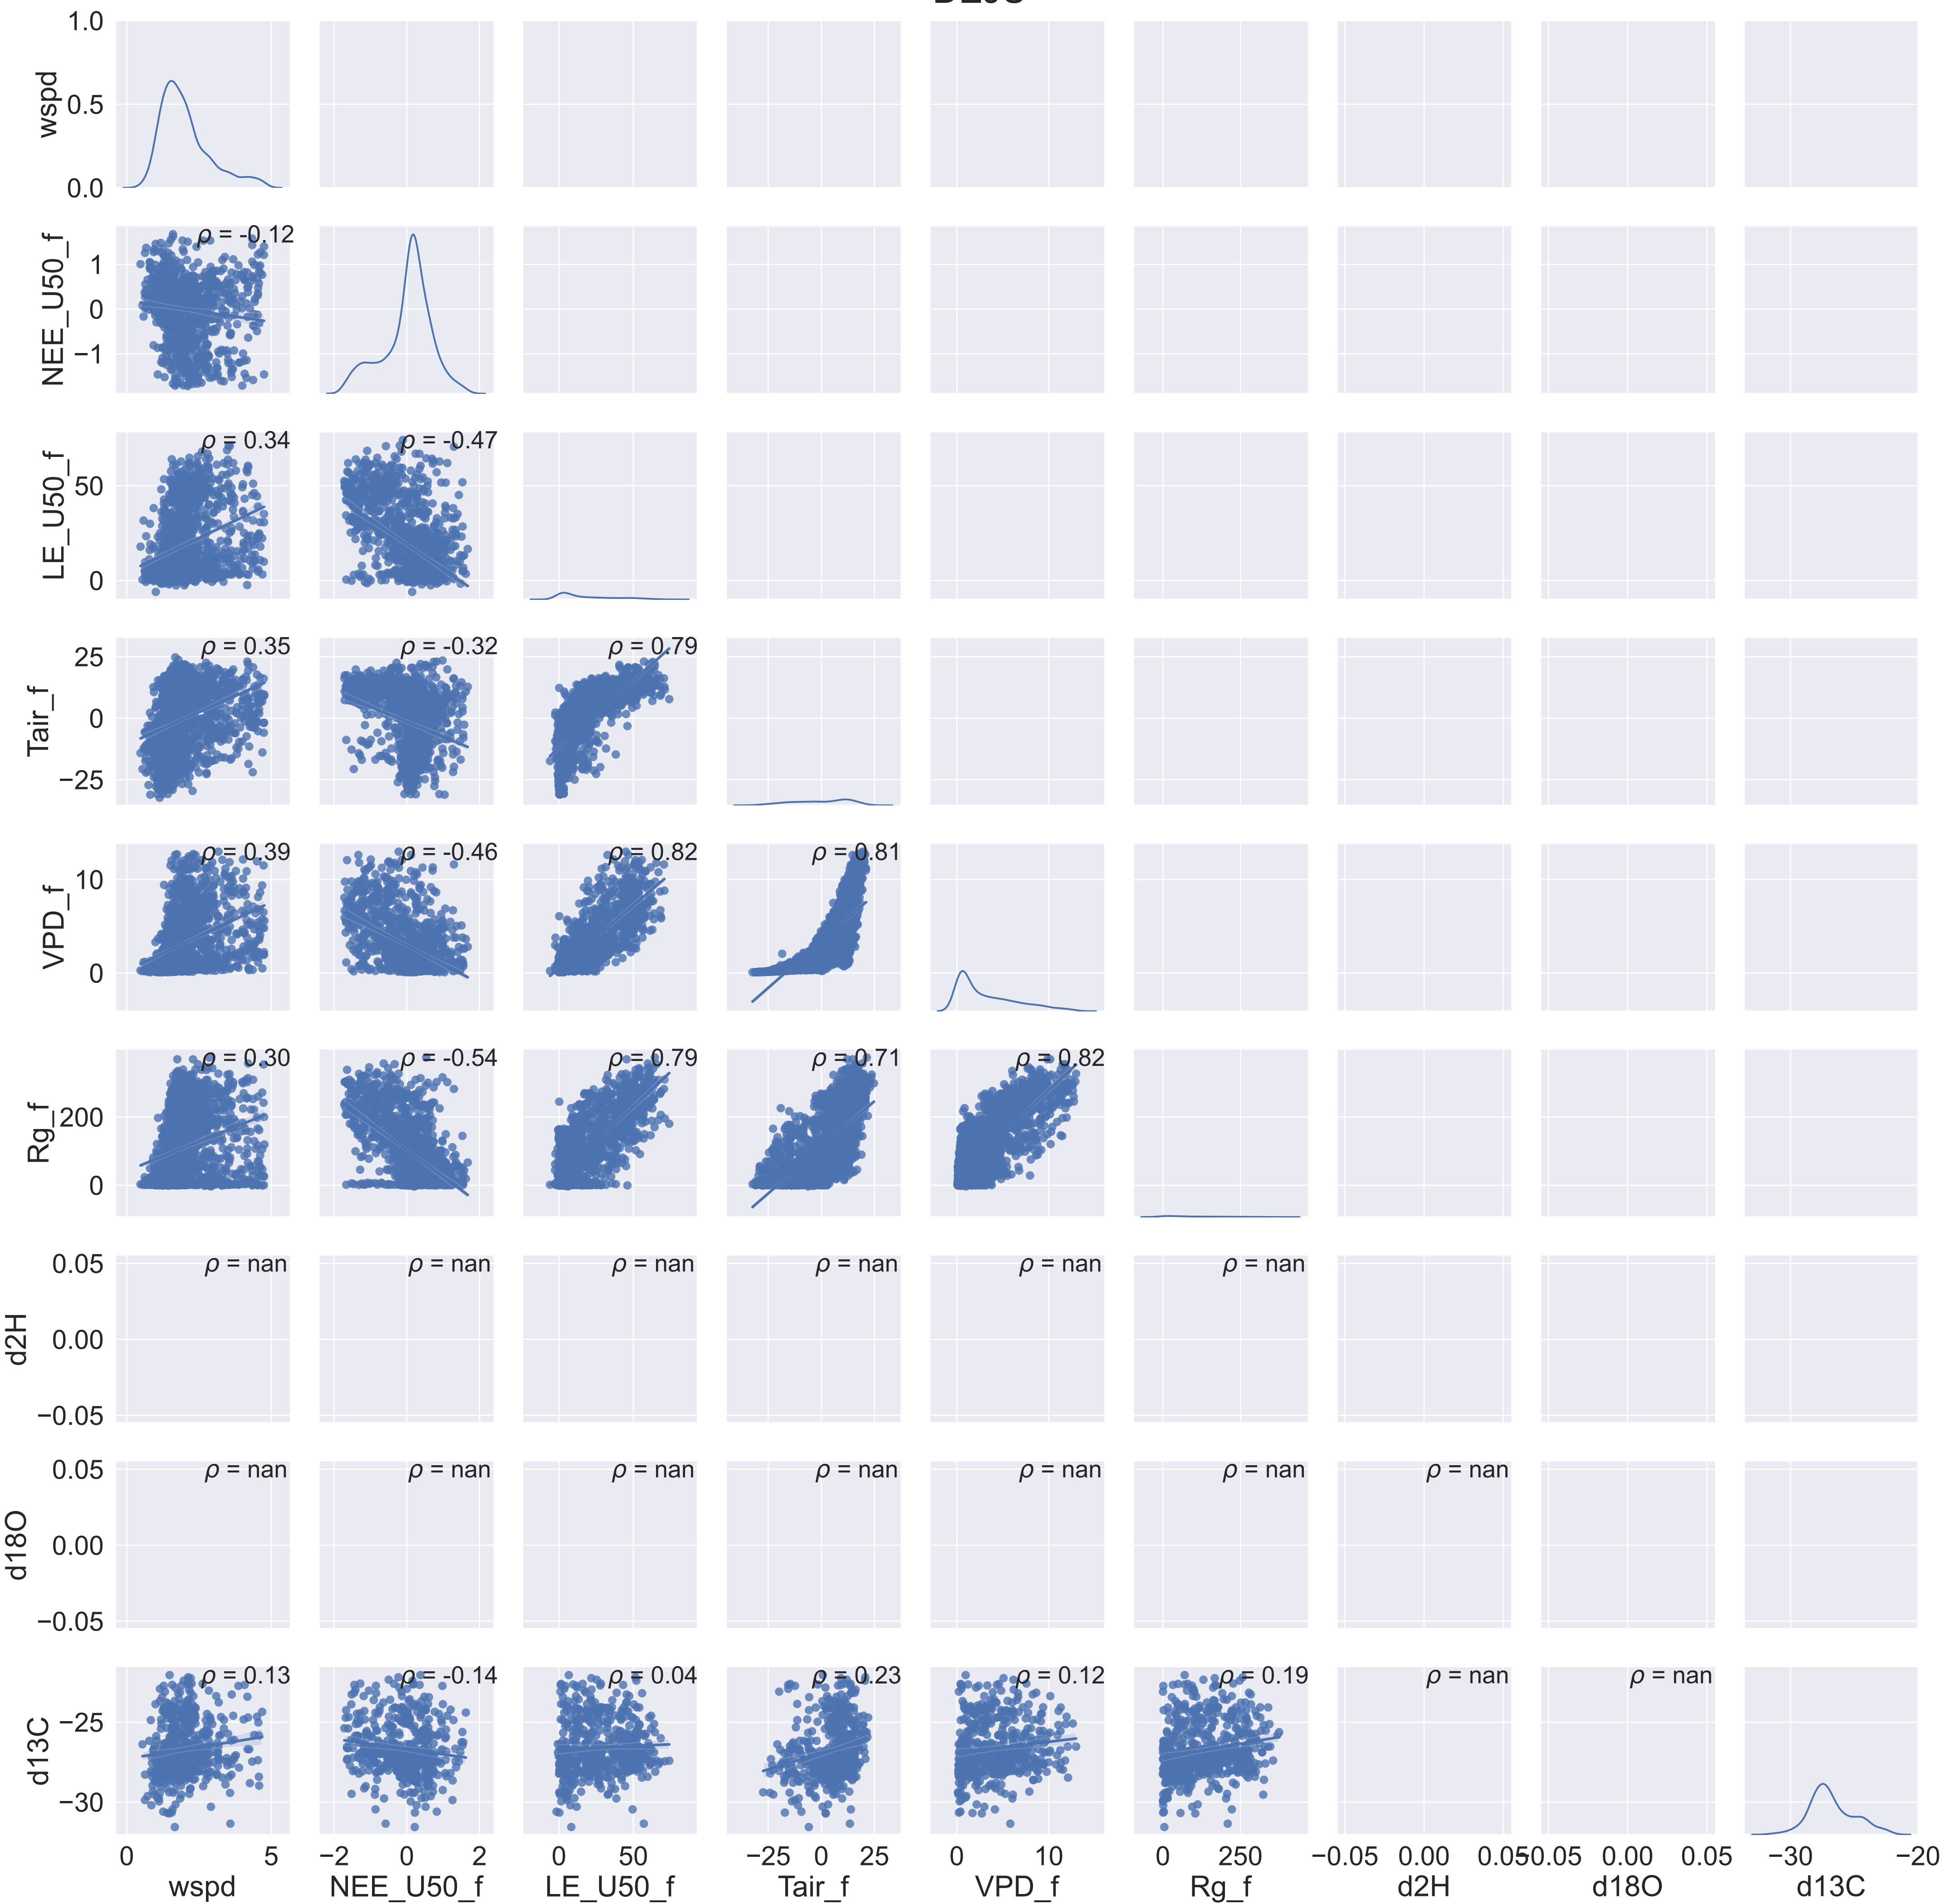 1.0
0.5
0.0
wspd
ρ = -0.12
1
0
−1
NEE_U50_f
ρ = 0.34
ρ = -0.47
50
0
LE_U50_f
ρ = 0.35
ρ = -0.32
ρ = 0.79
25
0
−25
Tair_f
ρ = 0.39
ρ = -0.46
ρ = 0.82
ρ = 0.81
10
0
VPD_f
ρ = 0.30
ρ = -0.54
ρ = 0.79
ρ = 0.71
ρ = 0.82
200
0
Rg_f
ρ = nan
ρ = nan
ρ = nan
ρ = nan
ρ = nan
ρ = nan
0.05
0.00
−0.05
d2H
ρ = nan
ρ = nan
ρ = nan
ρ = nan
ρ = nan
ρ = nan
ρ = nan
0.05
0.00
−0.05
d18O
ρ = 0.13
ρ = -0.14
ρ = 0.04
ρ = 0.23
ρ = 0.12
ρ = 0.19
ρ = nan
ρ = nan
−25
−30
d13C
0 5
−2 0 2
0 50
−25 0 25
0 10
0 250
−0.05 0.00 0.05
0.00 0.05
−30 −20
wspd
NEE_U50_f
LE_U50_f
Tair_f
VPD_f
Rg_f
d2H
d18O
d13C